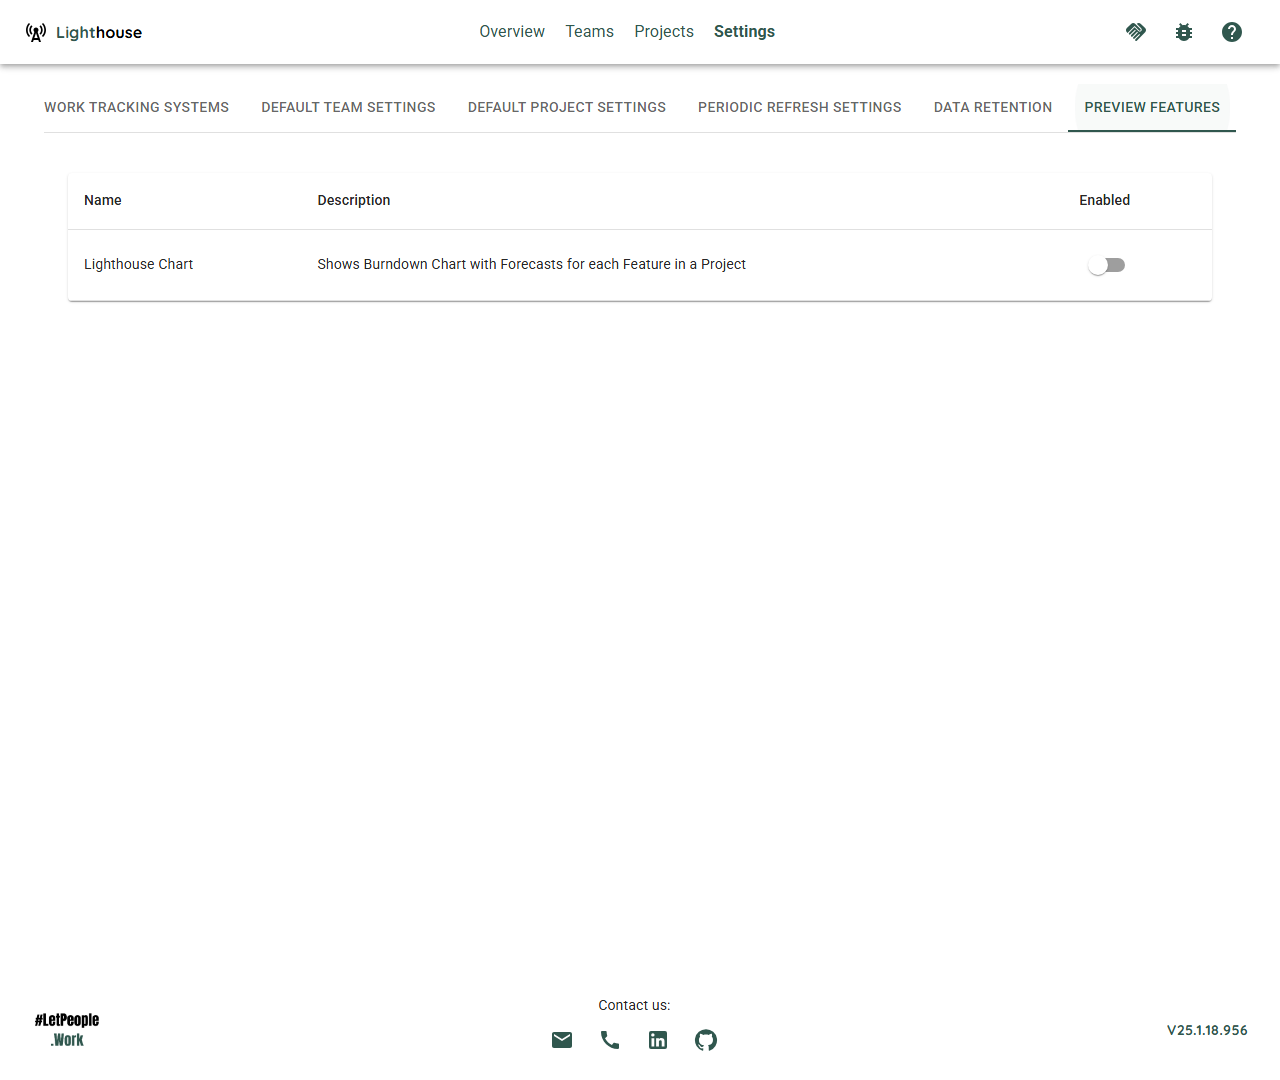 Lighthouse
Overview Teams Projects Settings
WORK TRACKING SYSTEMS DEFAULT TEAM SETTINGS DEFAULT PROJECT SETTINGS PERIODIC REFRESH SETTINGS DATA RETENTION PREVIEW FEATURES
Name Description Enabled
Lighthouse Chart Shows Burndown Chart with Forecasts for each Feature in a Project
Contact us:
#LetPeople
.Work
V25.1.18.956